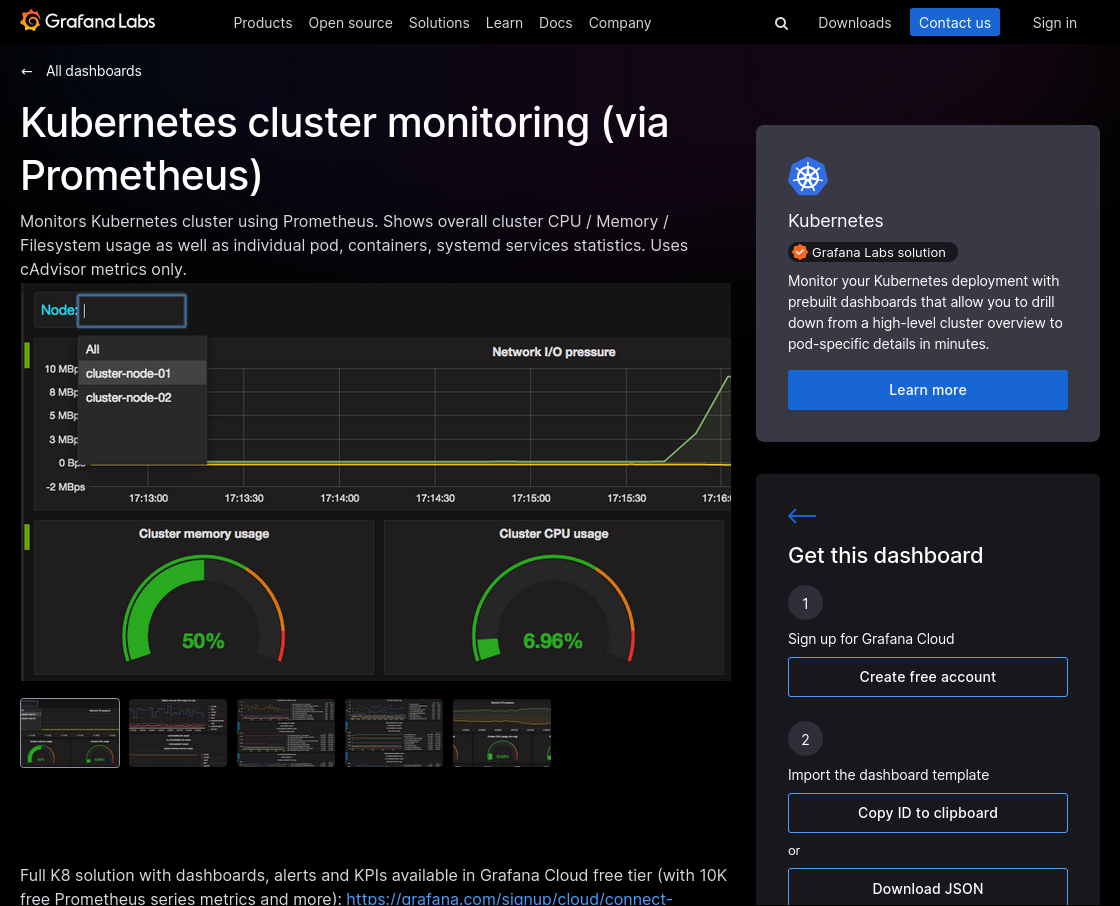 Grafana Labs
Products Open source Solutions Learn Docs Company
Downloads Contact us Sign in
← All dashboards
Kubernetes cluster monitoring (via
Prometheus)
Monitors Kubernetes cluster using Prometheus. Shows overall cluster CPU / Memory /
Filesystem usage as well as individual pod, containers, systemd services statistics. Uses
cAdvisor metrics only.
Node:
All
cluster-node-01
cluster-node-02
Network I/O pressure
10 MBp
8 MBp
5 MBp
3 MBp
0 Bp
-2 MBps
17:13:00 17:13:30 17:14:00 17:14:30 17:15:00 17:15:30 17:16:
Cluster memory usage
50%
Cluster CPU usage
6.96%
Full K8 solution with dashboards, alerts and KPIs available in Grafana Cloud free tier (with 10K
free Prometheus series metrics and more): https://grafana.com/signup/cloud/connect-
Kubernetes
Grafana Labs solution
Monitor your Kubernetes deployment with
prebuilt dashboards that allow you to drill
down from a high-level cluster overview to
pod-specific details in minutes.
Learn more
Get this dashboard
1
Sign up for Grafana Cloud
Create free account
2
Import the dashboard template
Copy ID to clipboard
or
Download JSON